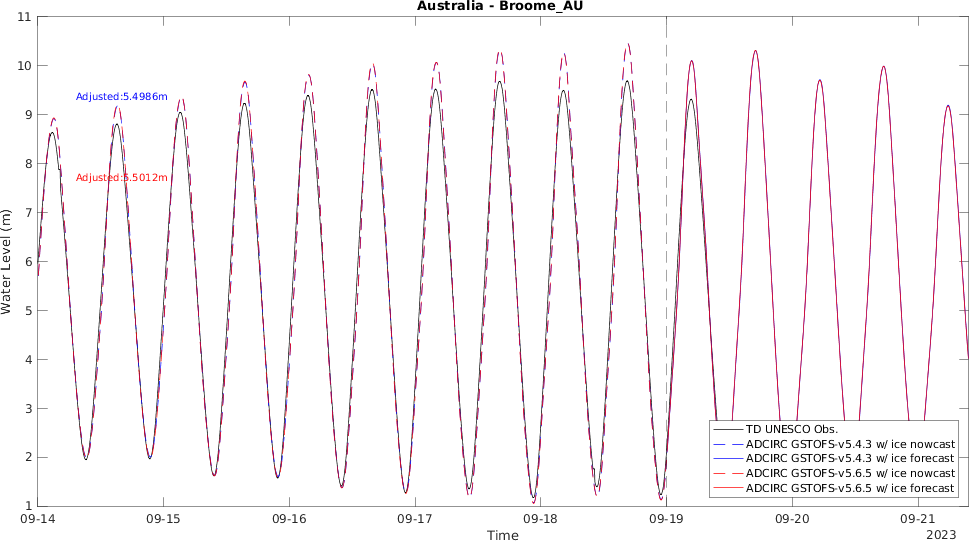 Australia - Broome_AU
11
10
9
8
7
6
5
4
3
2
1
Water Level (m)
Adjusted:5.4986m
Adjusted:5.5012m
TD UNESCO Obs.
ADCIRC GSTOFS-v5.4.3 w/ ice nowcast
ADCIRC GSTOFS-v5.4.3 w/ ice forecast
ADCIRC GSTOFS-v5.6.5 w/ ice nowcast
ADCIRC GSTOFS-v5.6.5 w/ ice forecast
09-14 09-15 09-16 09-17 09-18 09-19 09-20 09-21
Time
2023